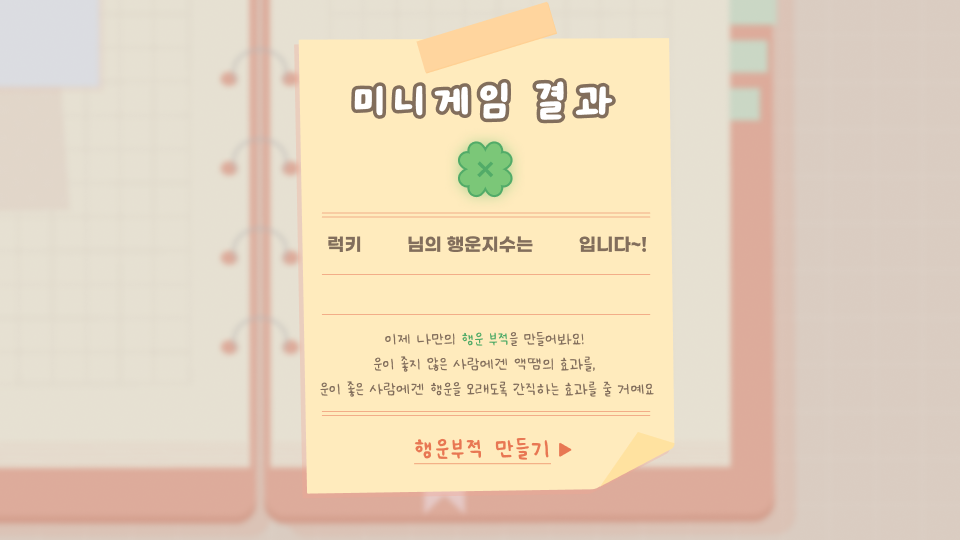 미니게임 결과
럭키 님의 행운지수는 입니다~!
이제 나만의 행운 부적을 만들어봐요!
운이 좋지 않은 사람에겐 액땜의 효과를,
운이 좋은 사람에겐 행운을 오래도록 간직하는 효과를 줄 거예요
행운부적 만들기 ▶